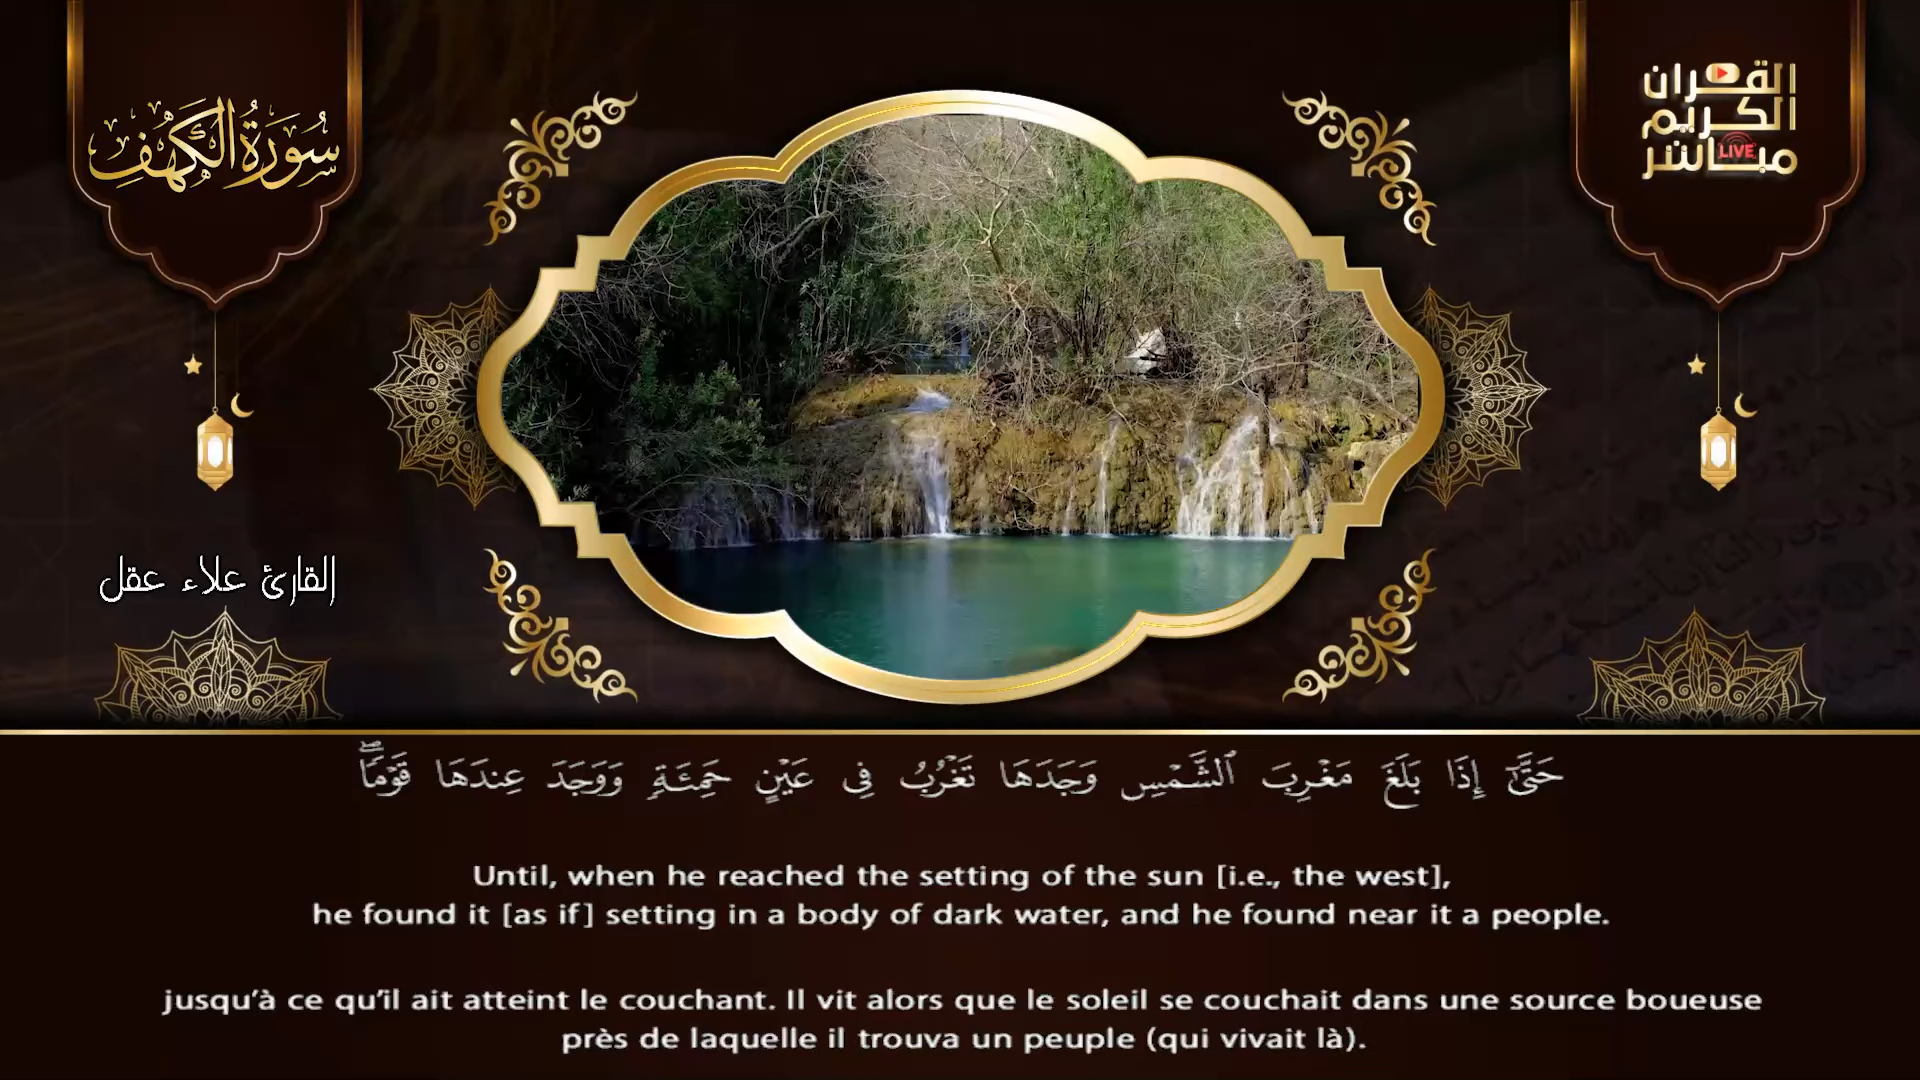 سُورَةُ الكَهْفِ
القرآن
الكريم
مباشر
LIVE
القارئ علاء عقل
حَتَّىٰٓ إِذَا بَلَغَ مَغْرِبَ ٱلشَّمْسِ وَجَدَهَا تَغْرُبُ فِى عَيْنٍ حَمِئَةٍ وَوَجَدَ عِندَهَا قَوْمًا ۖ
Until, when he reached the setting of the sun [i.e., the west],
he found it [as if] setting in a body of dark water, and he found near it a people.
jusqu’à ce qu’il ait atteint le couchant. Il vit alors que le soleil se couchait dans une source boueuse
près de laquelle il trouva un peuple (qui vivait là).